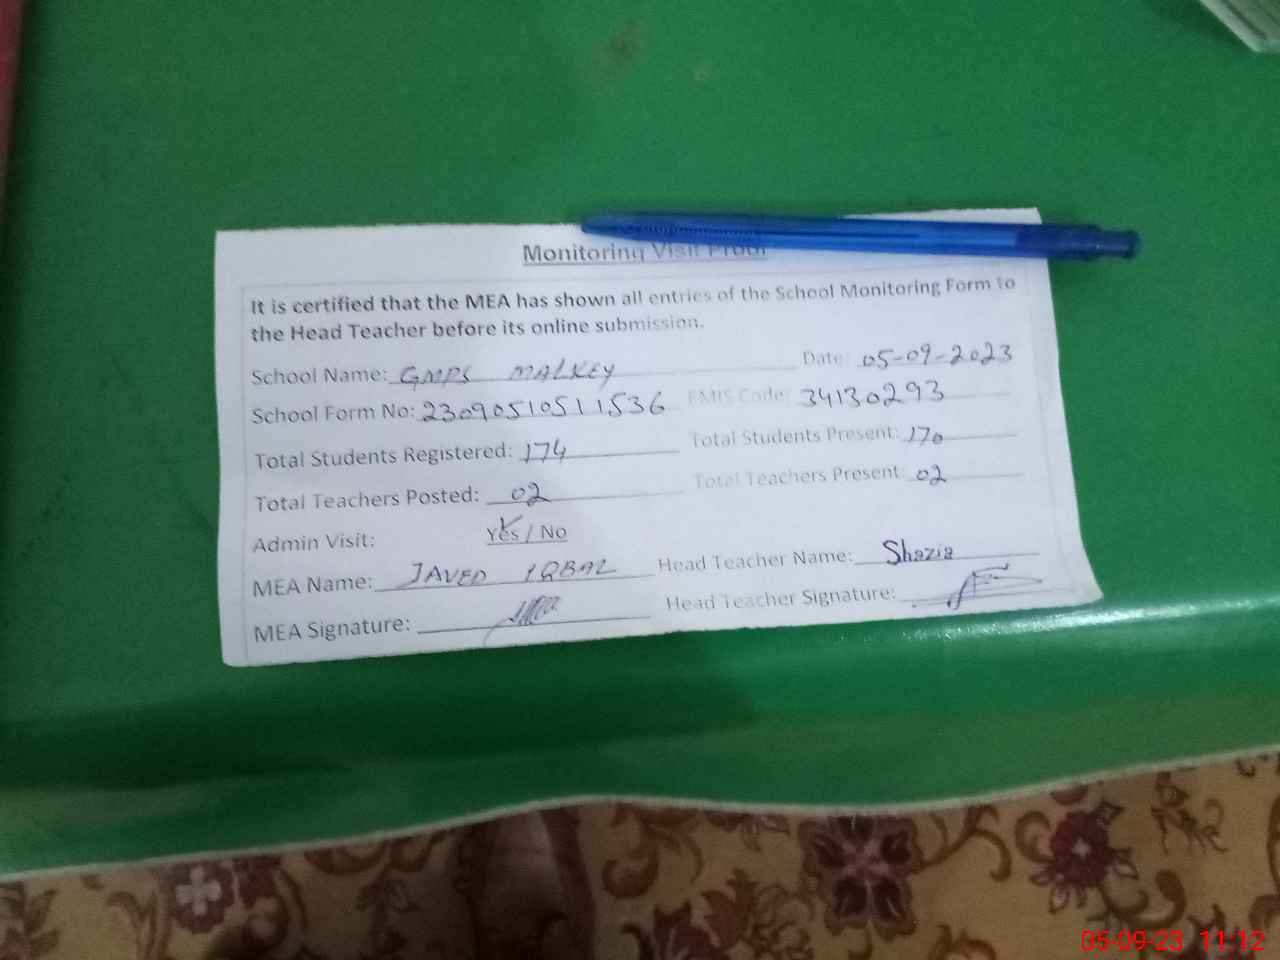 Monitoring Visit Proof
It is certified that the MEA has shown all entries of the School Monitoring Form to
the Head Teacher before its online submission.
School Name: GMPS MALKEY Date: 05-09-2023
School Form No: 23090510511536 EMIS Code: 34130293
Total Students Registered: 174 Total Students Present: 170
Total Teachers Posted: 02 Total Teachers Present: 02
Admin Visit: Yes / No
MEA Name: JAVED IQBAL Head Teacher Name: Shazia
MEA Signature: Head Teacher Signature:
05-09-23 11:12